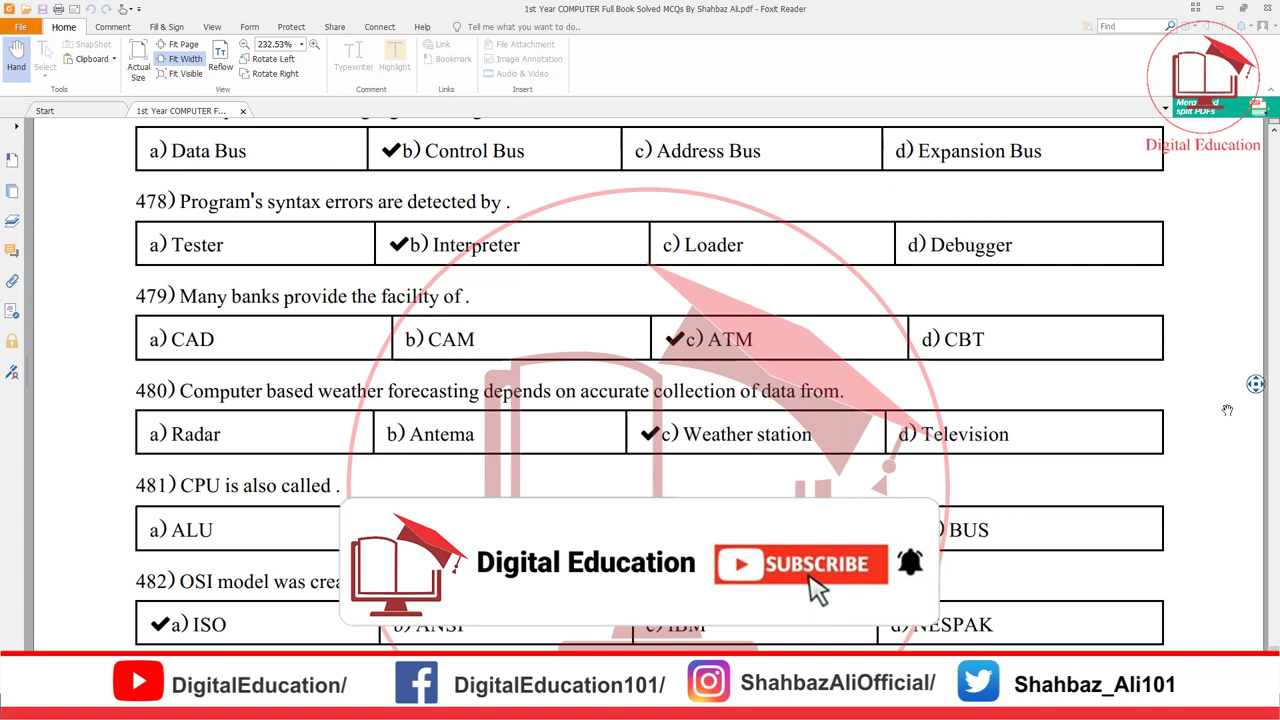 1st Year COMPUTER Full Book Solved MCQs By Shahbaz Ali.pdf - Foxit Reader
File Home Comment Fill & Sign View Form Protect Share Connect Help Tell me what you want to do.. Find
Hand Select SnapShot Clipboard Actual Size Fit Page Fit Width Fit Visible Reflow 232.53% Rotate Left Rotate Right Typewriter Highlight Link Bookmark File Attachment Image Annotation Audio & Video
Tools View Comment Links Insert
Start 1st Year COMPUTER F... Merge and split PDFs
Digital Education
a) Data Bus ✔b) Control Bus c) Address Bus d) Expansion Bus
478) Program's syntax errors are detected by .
a) Tester ✔b) Interpreter c) Loader d) Debugger
479) Many banks provide the facility of .
a) CAD b) CAM ✔c) ATM d) CBT
480) Computer based weather forecasting depends on accurate collection of data from.
a) Radar b) Antema ✔c) Weather station d) Television
481) CPU is also called .
a) ALU ) BUS
Digital Education SUBSCRIBE
482) OSI model was crea
✔a) ISO b) ANSI c) IBM d) NESPAK
DigitalEducation/ DigitalEducation101/ ShahbazAliOfficial/ Shahbaz_Ali101